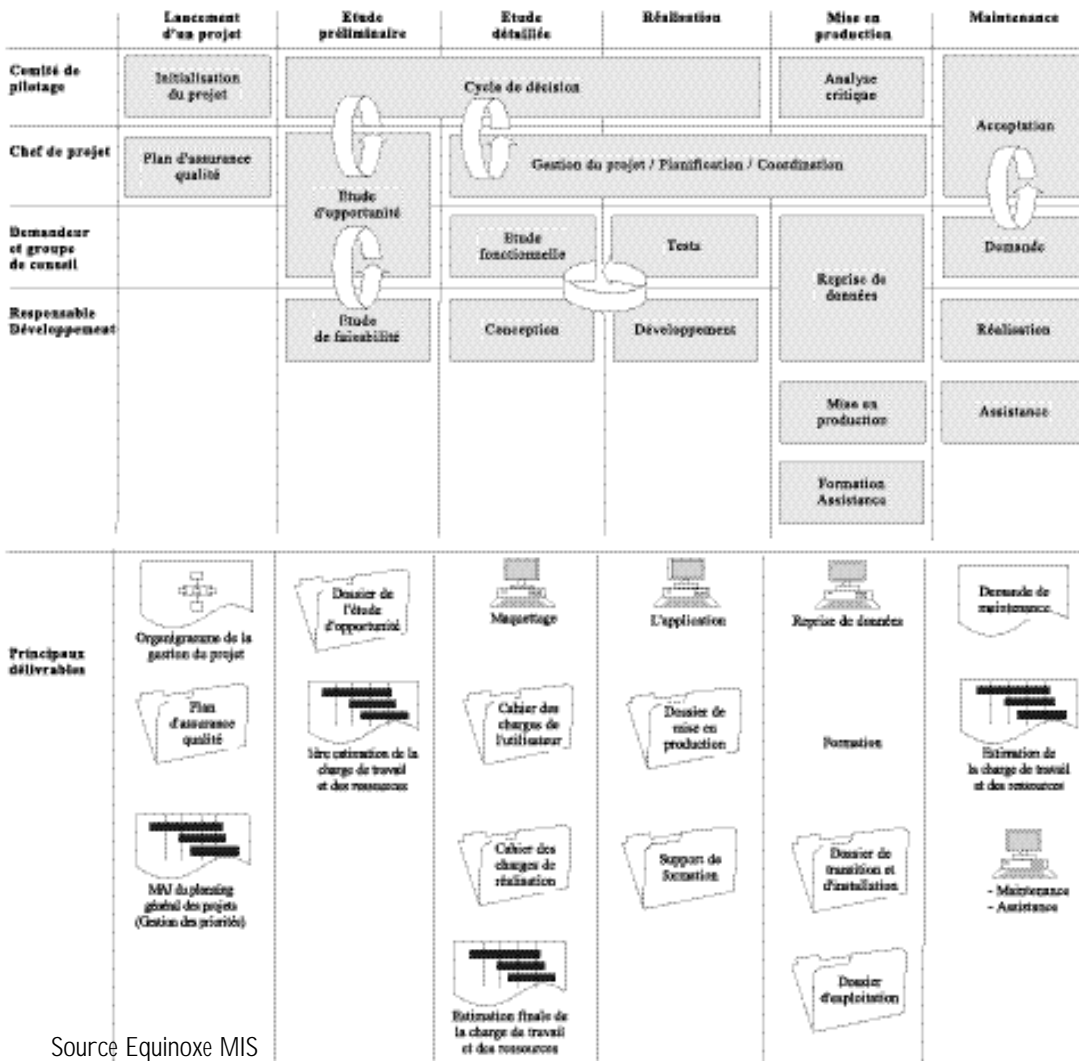 Lancement
d'un projet
Etude
préliminaire
Etude
détaillée
Réalisation
Mise en
production
Maintenance
Comité de
pilotage
Initialisation
du projet
Cycle de décision
Analyse
critique
Acceptation
Chef de projet
Plan d'assurance
qualité
Gestion du projet / Planification / Coordination
Etude
d'opportunité
Demandeur
et groupe
de conseil
Etude
fonctionnelle
Tests
Reprise de
données
Demande
Responsable
Développement
Etude
de faisabilité
Conception
Développement
Réalisation
Mise en
production
Assistance
Formation
Assistance
Principaux
délivrables
Organigramme de la
gestion de projet
Dossier de
l'étude
d'opportunité
Maquettage
L'application
Reprise de données
Demande de
maintenance
Plan
d'assurance
qualité
1ère estimation de la
charge de travail
et des ressources
Cahier des
charges de
l'utilisateur
Dossier de
mise en
production
Formation
Estimation de
la charge de travail
et des ressources
MAJ du planning
général des projets
(Gestion des priorités)
Cahier des
charges de
réalisation
Support de
formation
Dossier de
transition et
d'installation
- Maintenance
- Assistance
Estimation finale de
la charge de travail
et des ressources
Dossier
d'exploitation
Source Equinoxe MIS